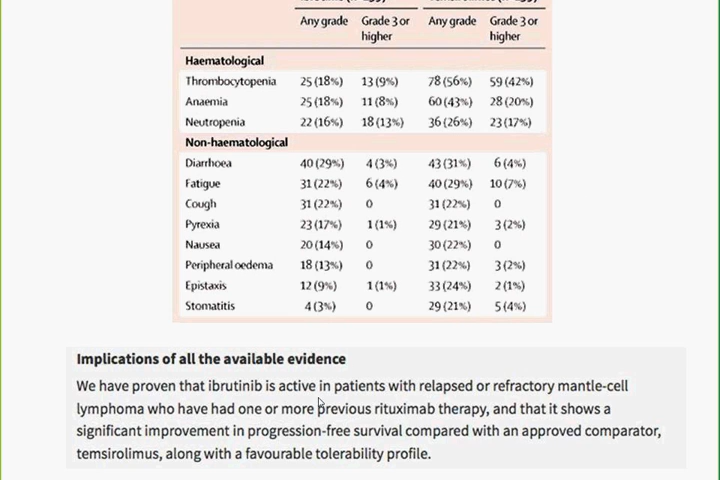 Any grade Grade 3 or Any grade Grade 3 or
higher higher
Haematological
Thrombocytopenia 25 (18%) 13 (9%) 78 (56%) 59 (42%)
Anaemia 25 (18%) 11 (8%) 60 (43%) 28 (20%)
Neutropenia 22 (16%) 18 (13%) 36 (26%) 23 (17%)
Non-haematological
Diarrhoea 40 (29%) 4 (3%) 43 (31%) 6 (4%)
Fatigue 31 (22%) 6 (4%) 40 (29%) 10 (7%)
Cough 31 (22%) 0 31 (22%) 0
Pyrexia 23 (17%) 1 (1%) 29 (21%) 3 (2%)
Nausea 20 (14%) 0 30 (22%) 0
Peripheral oedema 18 (13%) 0 31 (22%) 3 (2%)
Epistaxis 12 (9%) 1 (1%) 33 (24%) 2 (1%)
Stomatitis 4 (3%) 0 29 (21%) 5 (4%)
Implications of all the available evidence
We have proven that ibrutinib is active in patients with relapsed or refractory mantle-cell
lymphoma who have had one or more previous rituximab therapy, and that it shows a
significant improvement in progression-free survival compared with an approved comparator,
temsirolimus, along with a favourable tolerability profile.